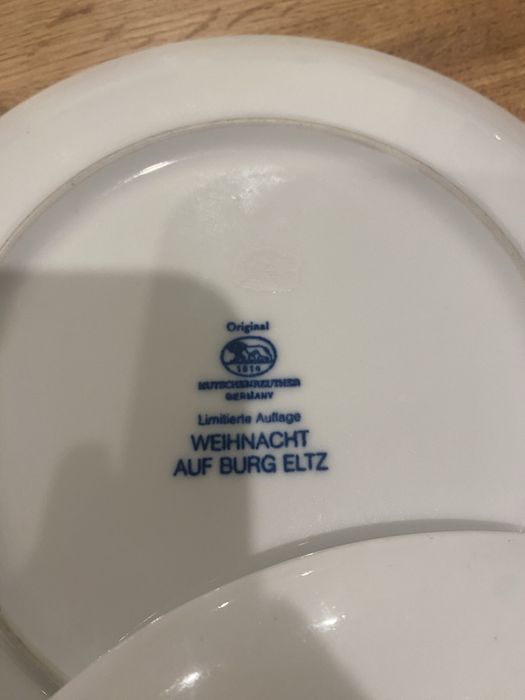 Original
1814
HUTSCHENREUTHER
GERMANY
Limitierte Auflage
WEIHNACHT
AUF BURG ELTZ